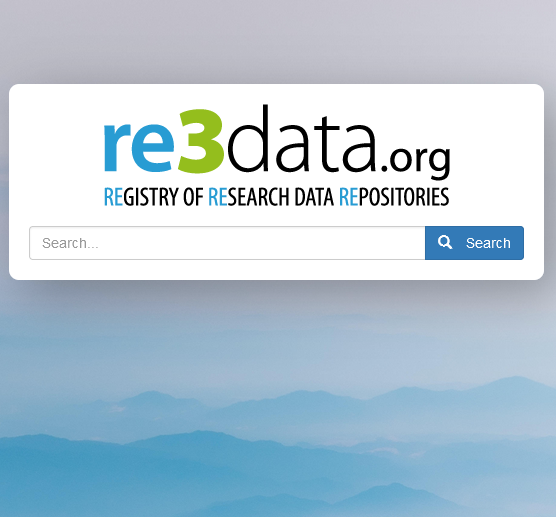 re3data.org
REGISTRY OF RESEARCH DATA REPOSITORIES
Search...
Search